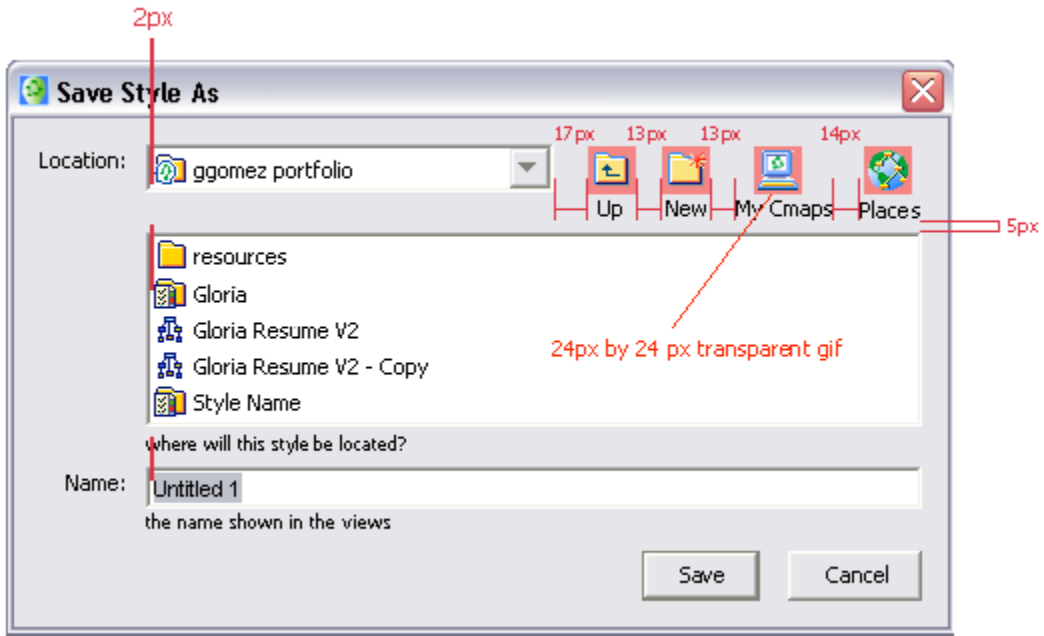 2px
Save Style As
17px 13px 13px 14px
Location: ggomez portfolio
Up New My Cmaps Places
5px
resources
Gloria
Gloria Resume V2
24px by 24 px transparent gif
Gloria Resume V2 - Copy
Style Name
where will this style be located?
Name: Untitled 1
the name shown in the views
Save Cancel